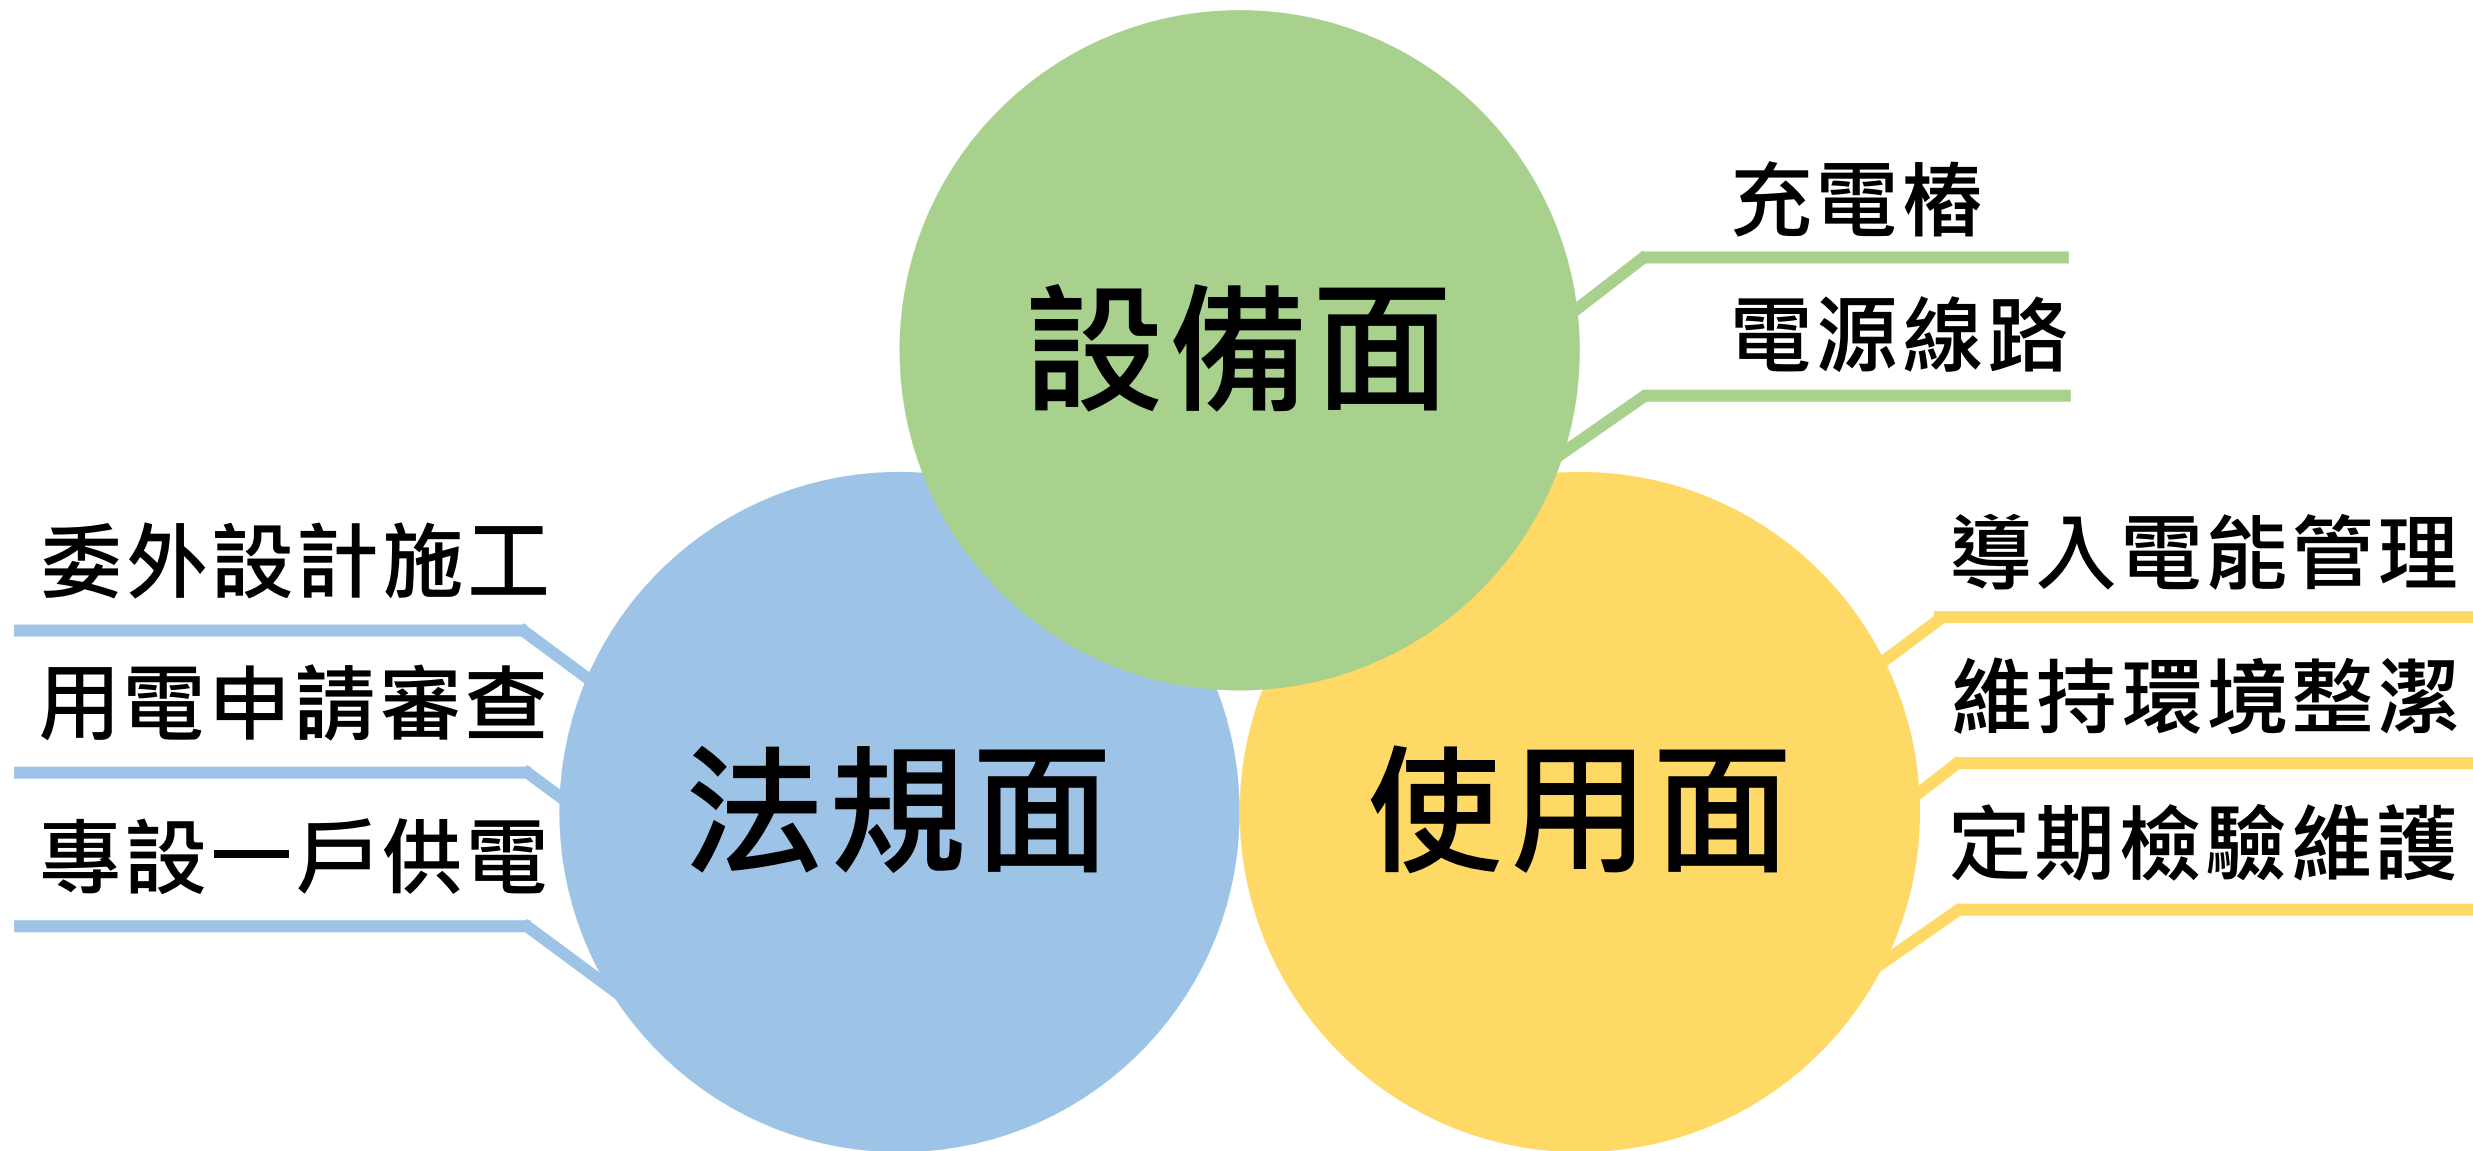 設備面
充電樁
電源線路
法規面
委外設計施工
用電申請審查
專設一戶供電
使用面
導入電能管理
維持環境整潔
定期檢驗維護